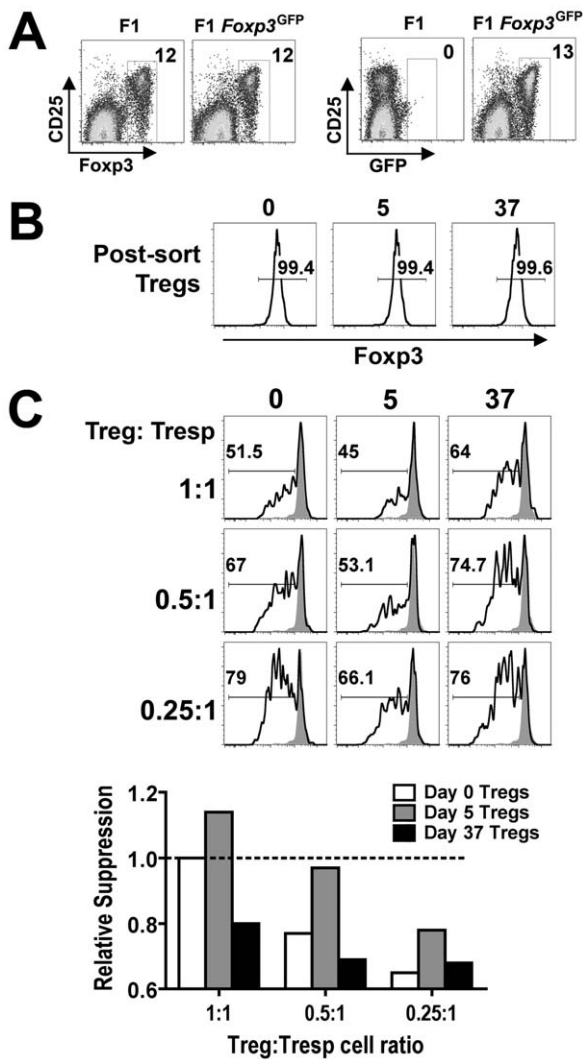 A
F1 F1 Foxp3GFP F1 F1 Foxp3GFP
12 12 0 13
CD25 CD25
Foxp3 GFP
B
0 5 37
Post-sort
Tregs
99.4 99.4 99.6
Foxp3
C
0 5 37
Treg: Tresp
51.5 45 64
1:1
67 53.1 74.7
0.5:1
79 66.1 76
0.25:1
Relative Suppression
1.2
1.0
0.8
0.6
Day 0 Tregs
Day 5 Tregs
Day 37 Tregs
1:1 0.5:1 0.25:1
Treg:Tresp cell ratio